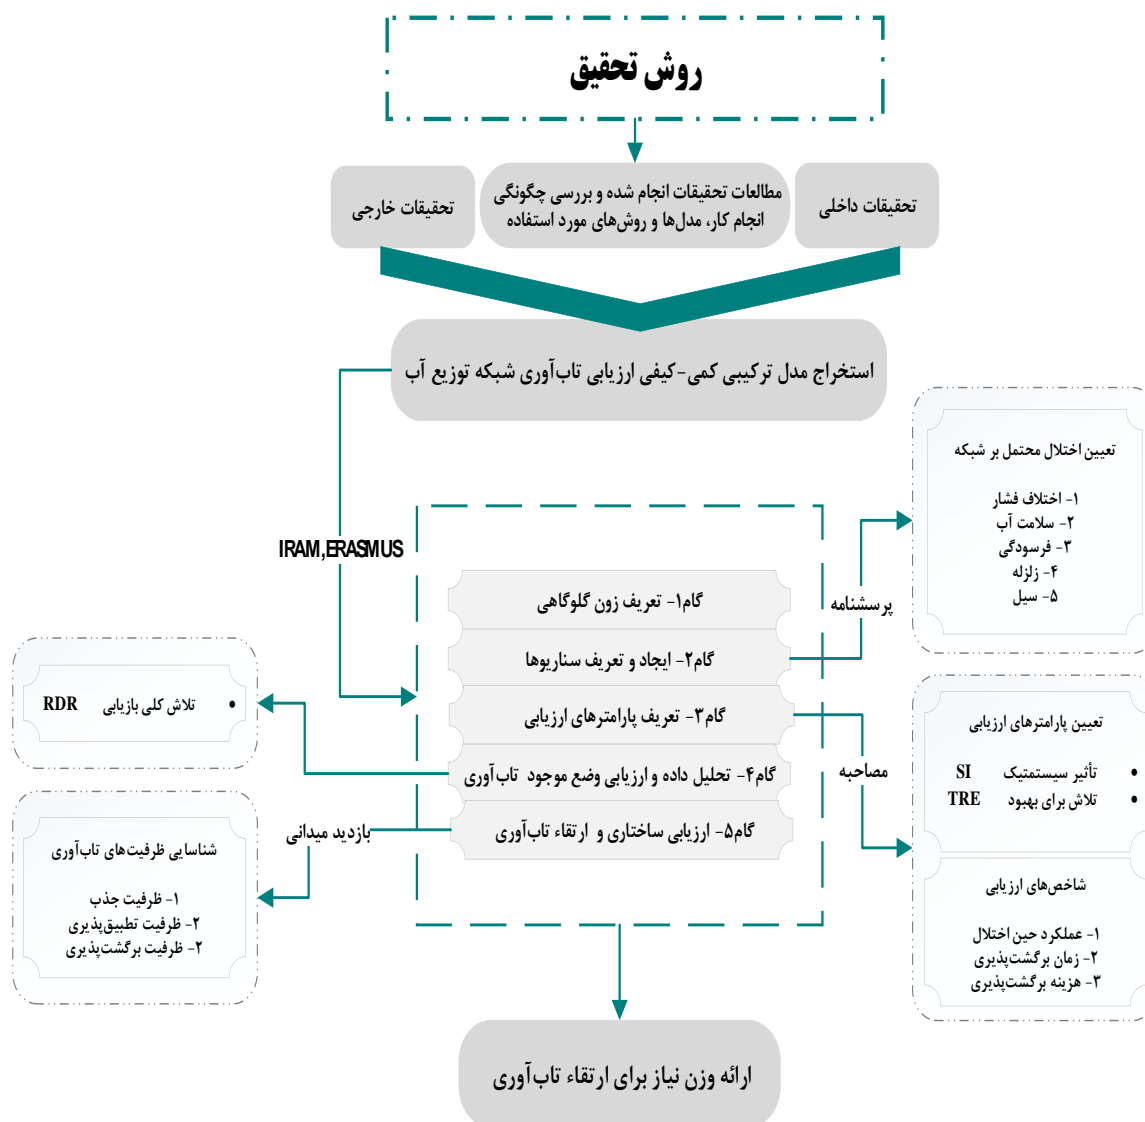 روش تحقیق
تحقیقات داخلی
مطالعات تحقیقات انجام شده و بررسی چگونگی
انجام کار، مدل‌ها و روش‌های مورد استفاده
تحقیقات خارجی
استخراج مدل ترکیبی کمی-کیفی ارزیابی تاب‌آوری شبکه توزیع آب
IRAM,ERASMUS
گام۱- تعریف زون گلوگاهی
گام۲- ایجاد و تعریف سناریوها
گام۳- تعریف پارامترهای ارزیابی
گام۴- تحلیل داده و ارزیابی وضع موجود تاب‌آوری
گام۵- ارزیابی ساختاری و ارتقاء تاب‌آوری
پرسشنامه
تعیین اختلال محتمل بر شبکه
۱- اختلاف فشار
۲- سلامت آب
۳- فرسودگی
۴- زلزله
۵- سیل
مصاحبه
تعیین پارامترهای ارزیابی
• تأثیر سیستمتیک SI
• تلاش برای بهبود TRE
شاخص‌های ارزیابی
۱- عملکرد حین اختلال
۲- زمان برگشت‌پذیری
۳- هزینه برگشت‌پذیری
• تلاش کلی بازیابی RDR
بازدید میدانی
شناسایی ظرفیت‌های تاب‌آوری
۱- ظرفیت جذب
۲- ظرفیت تطبیق‌پذیری
۲- ظرفیت برگشت‌پذیری
ارائه وزن نیاز برای ارتقاء تاب‌آوری